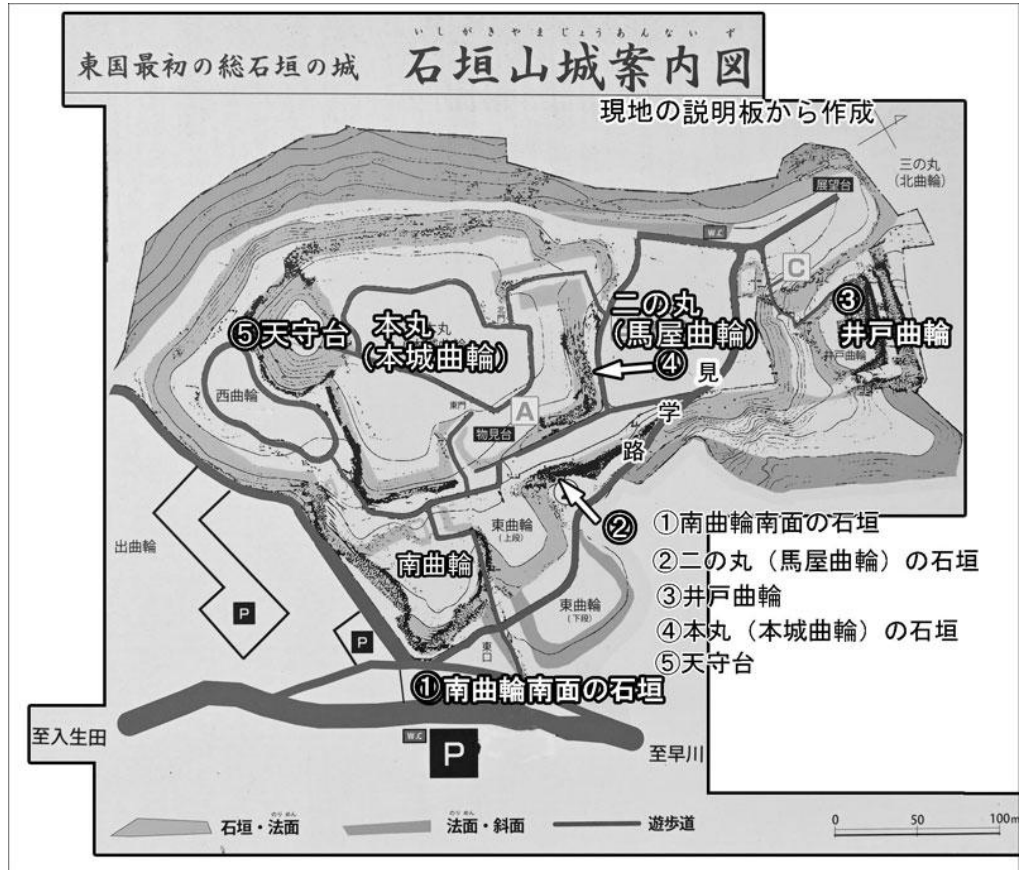 いしがきやまじょうあんないず
東国最初の総石垣の城 石垣山城案内図
現地の説明板から作成
三の丸
(北曲輪)
展望台
W.C
C
③
井戸曲輪
井戸曲輪
二の丸
(馬屋曲輪)
④
⑤天守台
本丸
(本城曲輪)
西曲輪
東門
A
物見台
見学路
②
東曲輪
(上段)
南曲輪
東曲輪
(下段)
出曲輪
P
P
東口
①南曲輪南面の石垣
①南曲輪南面の石垣
②二の丸(馬屋曲輪)の石垣
③井戸曲輪
④本丸(本城曲輪)の石垣
⑤天守台
至入生田
W.C
P
至早川
のりめん
石垣・法面
のりめん
法面・斜面
遊歩道
0 50 100m